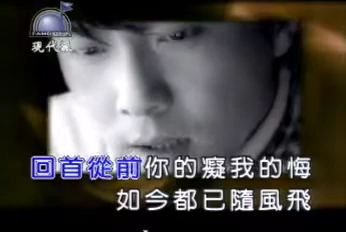 現代派
回首從前你的癡我的悔
如今都已隨風飛